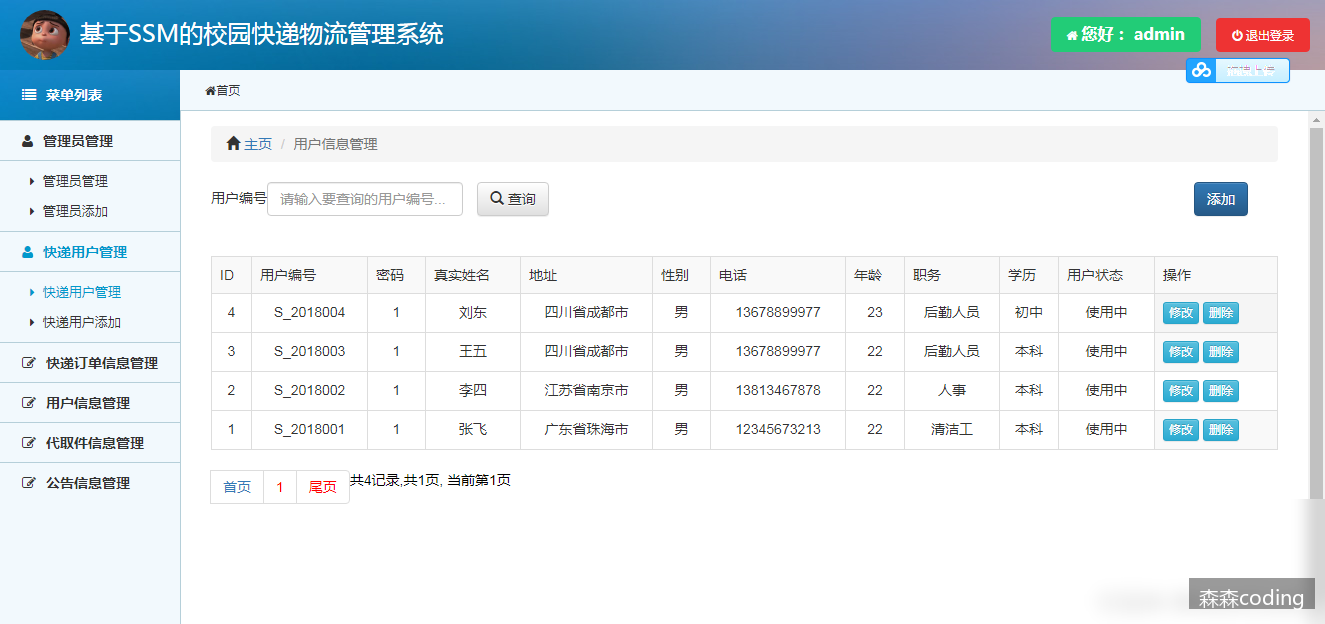 基于SSM的校园快递物流管理系统
您好： admin
退出登录
菜单列表
首页
管理员管理
管理员管理
管理员添加
快递用户管理
快递用户管理
快递用户添加
快递订单信息管理
用户信息管理
代取件信息管理
公告信息管理
主页 / 用户信息管理
用户编号 请输入要查询的用户编号... 查询 添加
ID 用户编号 密码 真实姓名 地址 性别 电话 年龄 职务 学历 用户状态 操作
4 S_2018004 1 刘东 四川省成都市 男 13678899977 23 后勤人员 初中 使用中 修改 删除
3 S_2018003 1 王五 四川省成都市 男 13678899977 22 后勤人员 本科 使用中 修改 删除
2 S_2018002 1 李四 江苏省南京市 男 13813467878 22 人事 本科 使用中 修改 删除
1 S_2018001 1 张飞 广东省珠海市 男 12345673213 22 清洁工 本科 使用中 修改 删除
首页 1 尾页 共4记录,共1页, 当前第1页
森森coding